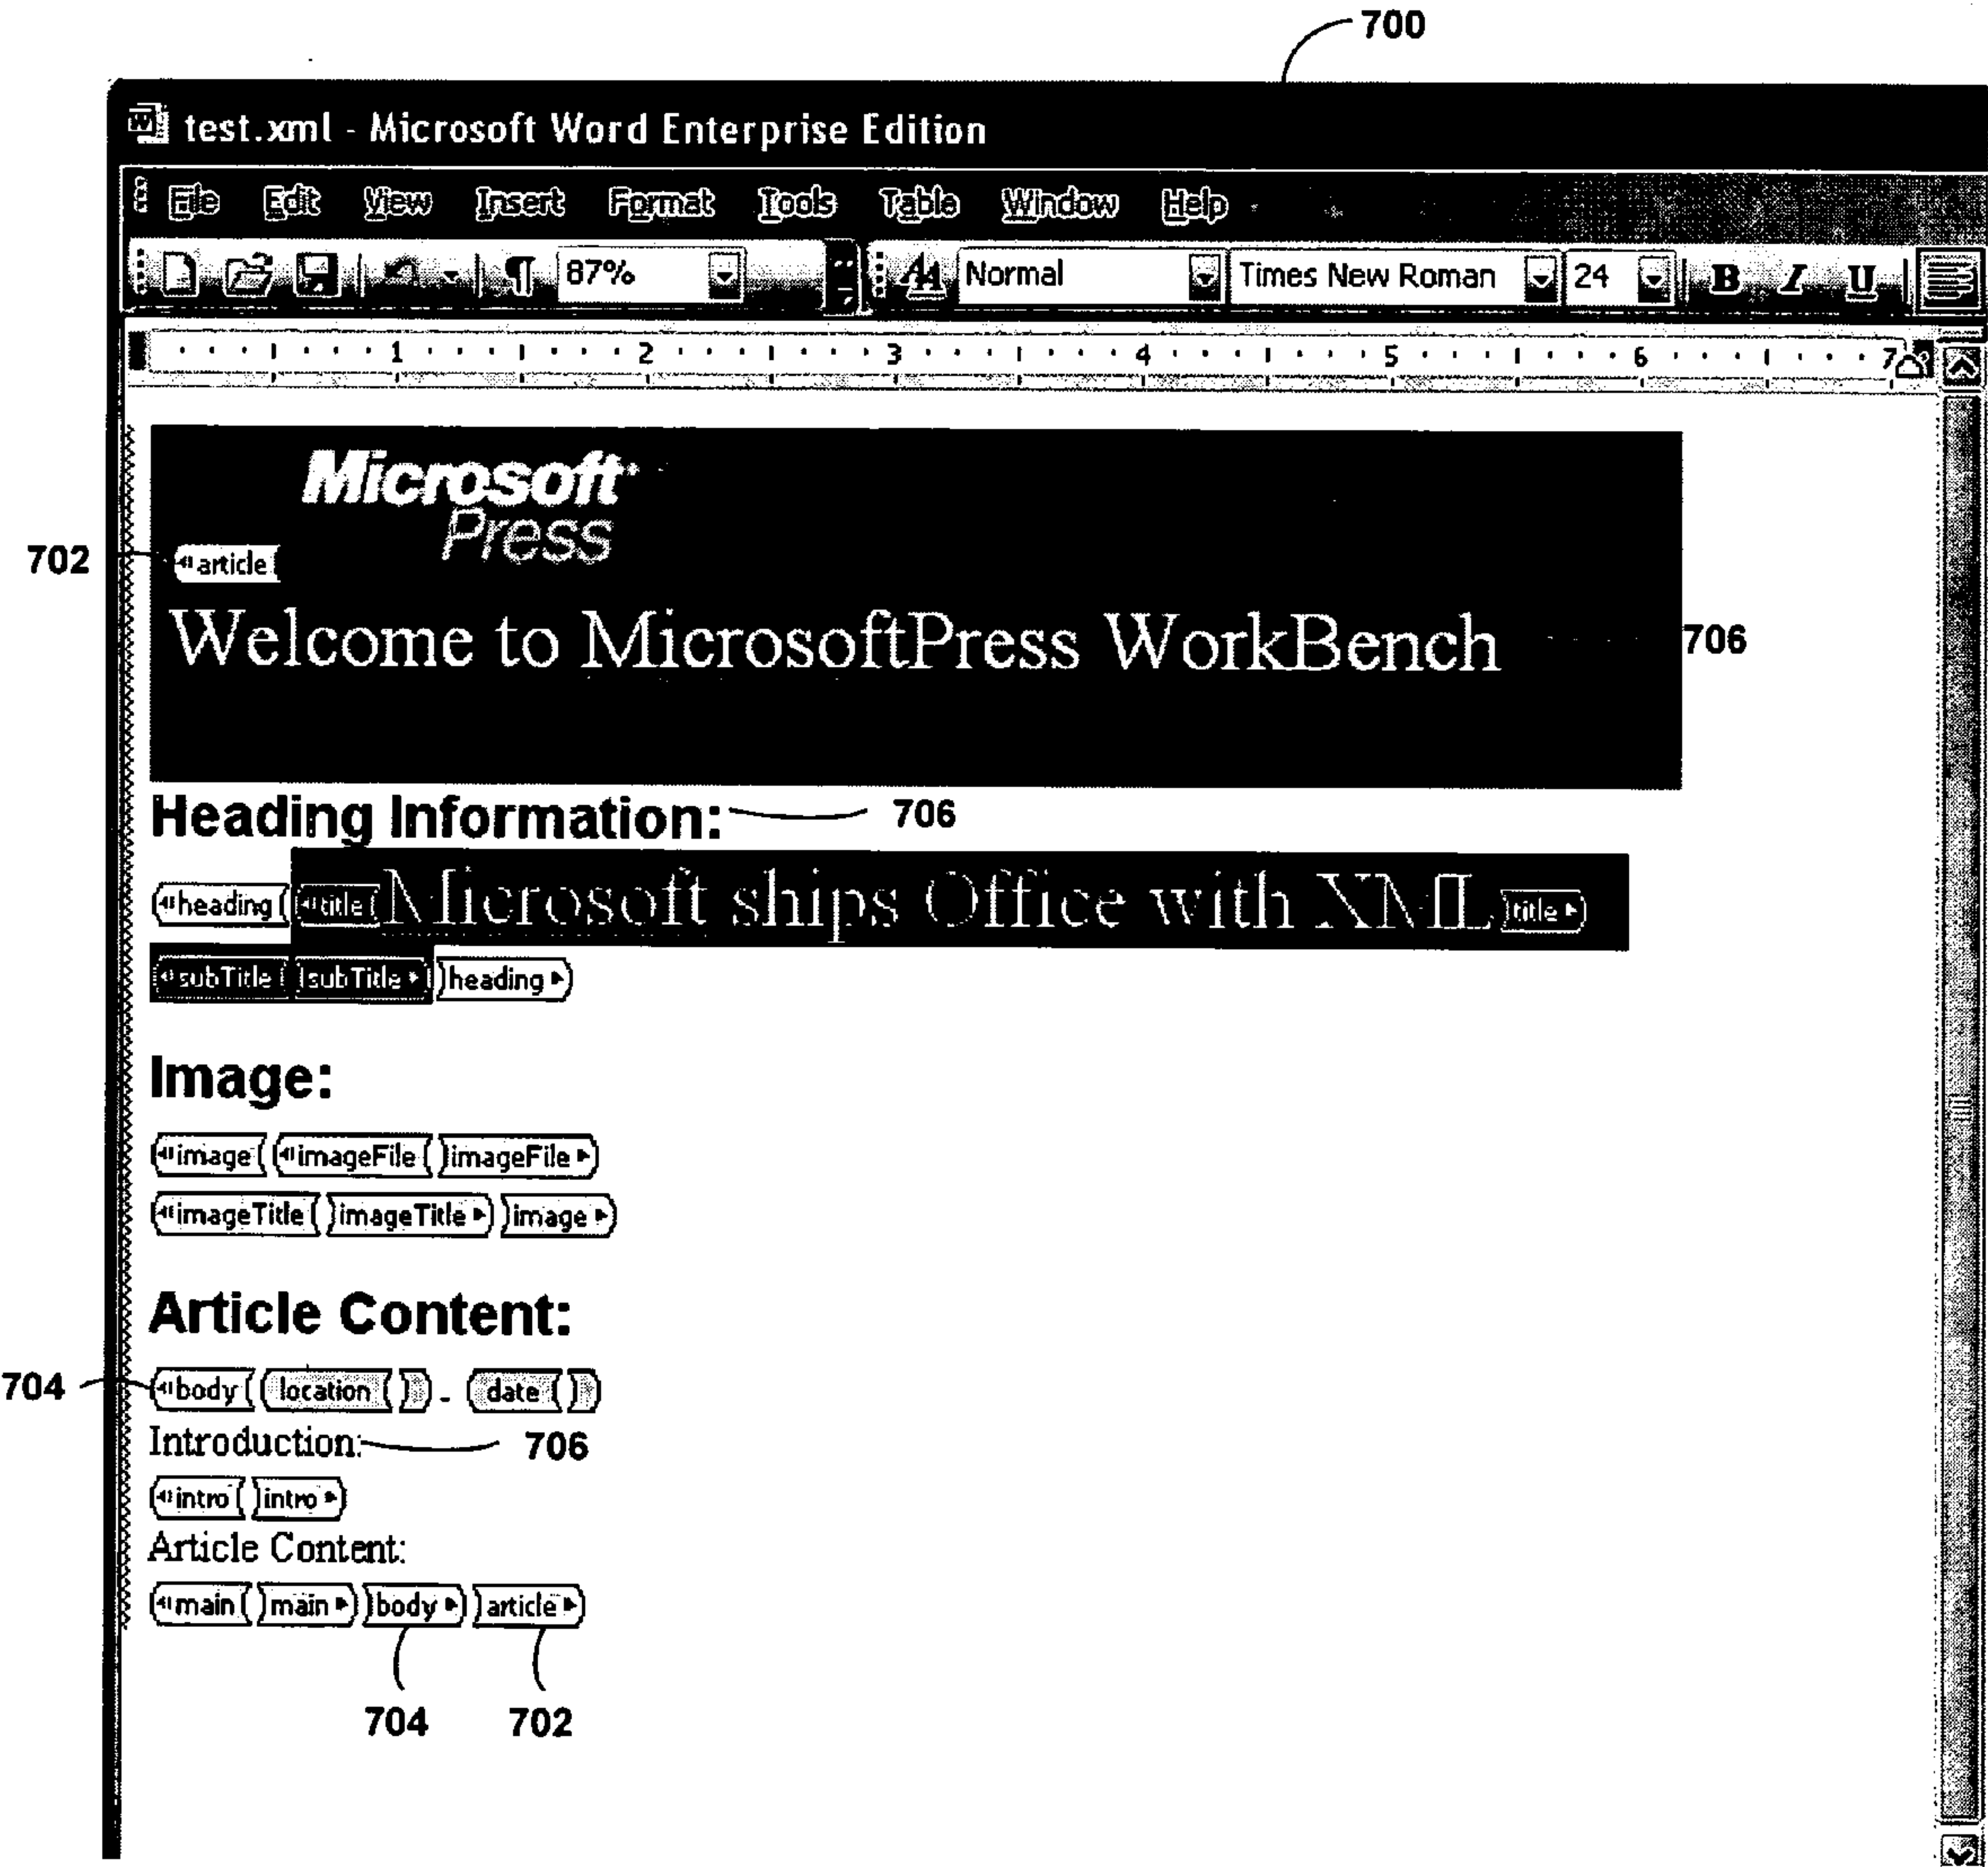 700
test.xml - Microsoft Word Enterprise Edition
File Edit View Insert Format Tools Table Window Help
87% Normal Times New Roman 24 B I U
1 2 3 4 5 6 7
Microsoft
Press
702 article
Welcome to MicrosoftPress WorkBench 706
Heading Information: 706
heading title Microsoft ships Office with XML title
subTitle subTitle heading
Image:
image imageFile imageFile
imageTitle imageTitle image
Article Content:
704 body location - date
Introduction: 706
intro intro
Article Content:
main main body article
704 702